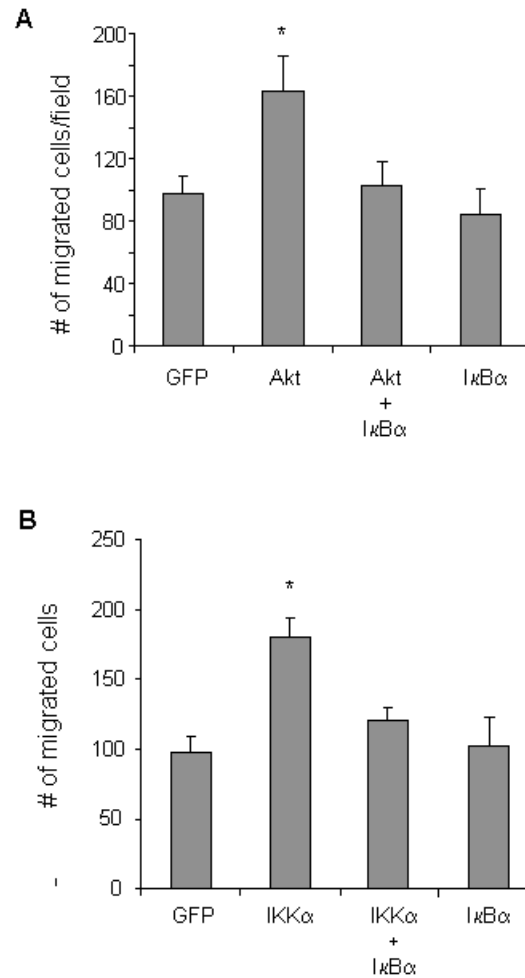 A
# of migrated cells/field
200
*
160
120
80
40
0
GFP Akt Akt IκBα
+
IκBα
B
# of migrated cells
-
250
*
200
150
100
50
0
GFP IKKα IKKα IκBα
+
IκBα